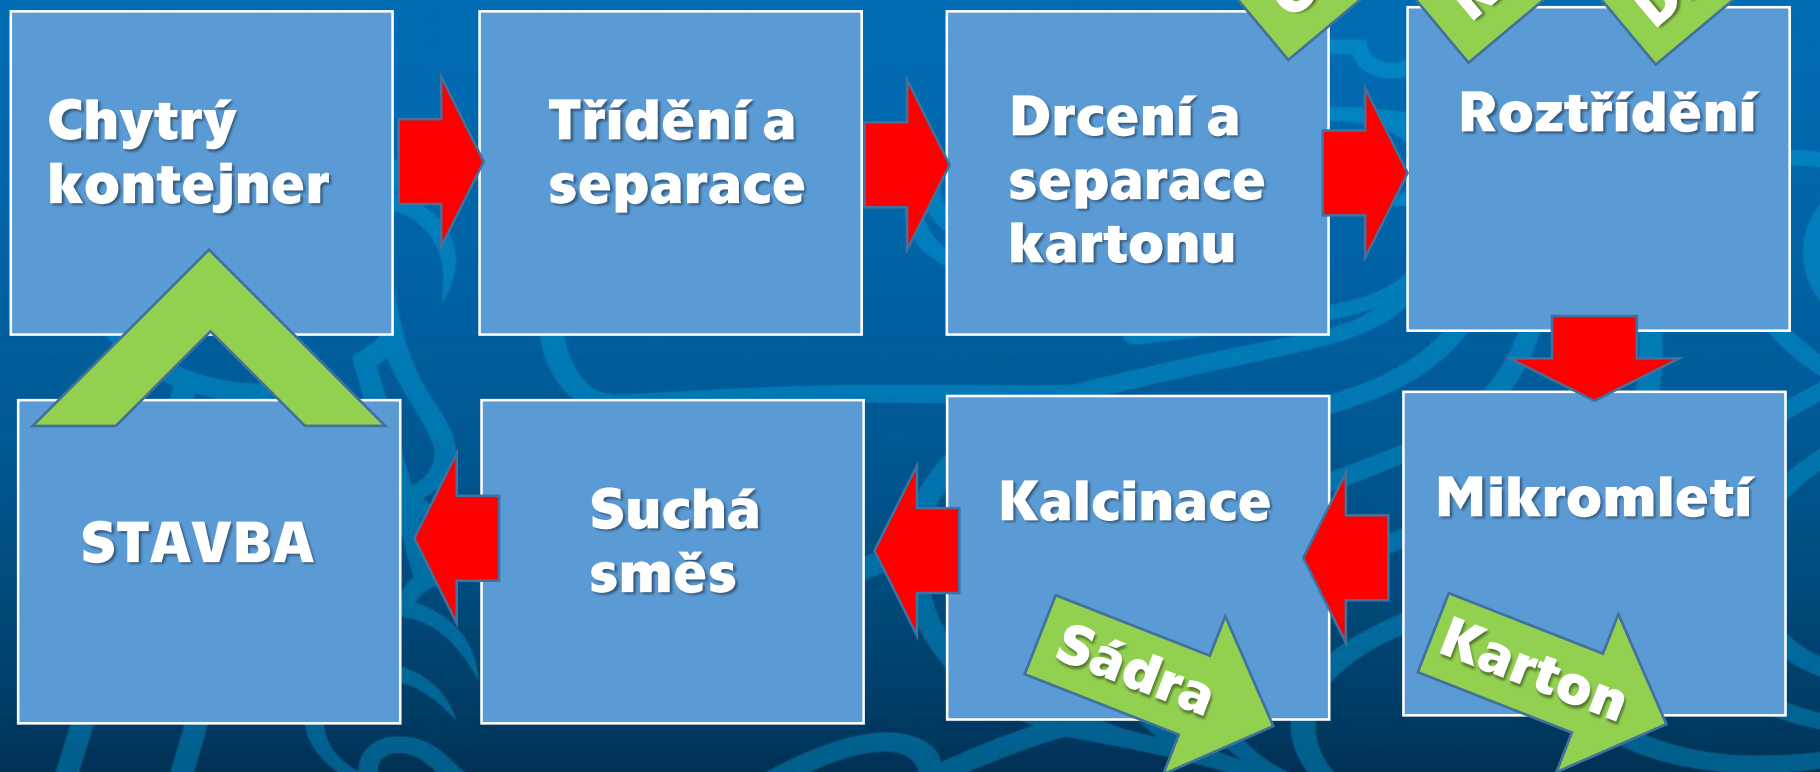 Chytrý
kontejner
Třídění a
separace
Drcení a
separace
kartonu
Roztřídění
STAVBA
Suchá
směs
Kalcinace
Sádra
Mikromletí
Karton